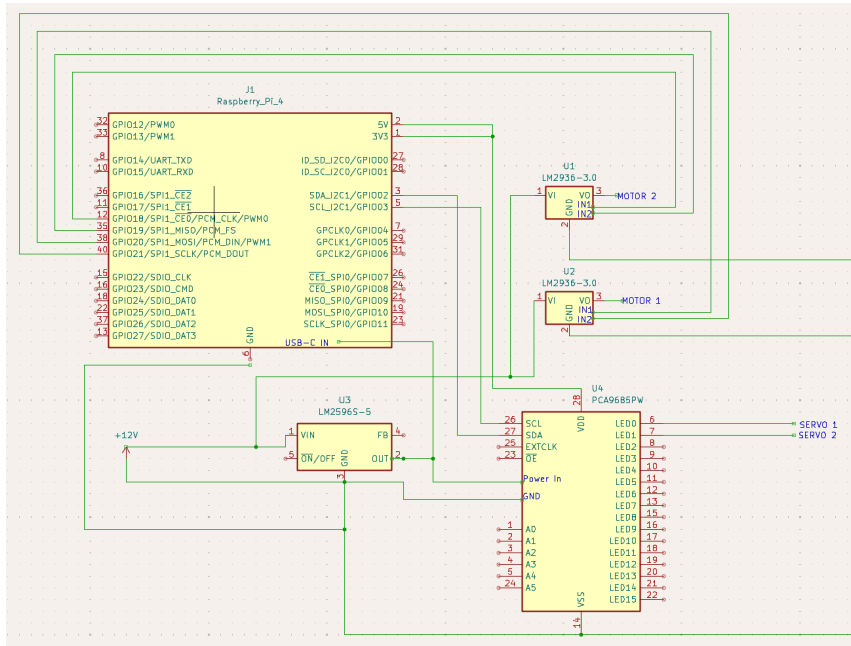 J1
Raspberry_Pi_4
32 GPIO12/PWM0
33 GPIO13/PWM1
8 GPIO14/UART_TXD
10 GPIO15/UART_RXD
36 GPIO16/SPI1_CE2
11 GPIO17/SPI1_CE1
12 GPIO18/SPI1_CE0/PCM_CLK/PWM0
35 GPIO19/SPI1_MISO/PCM_FS
38 GPIO20/SPI1_MOSI/PCM_DIN/PWM1
40 GPIO21/SPI1_SCLK/PCM_DOUT
15 GPIO22/SDIO_CLK
16 GPIO23/SDIO_CMD
18 GPIO24/SDIO_DAT0
22 GPIO25/SDIO_DAT1
37 GPIO26/SDIO_DAT2
13 GPIO27/SDIO_DAT3
5V 2
3V3 1
ID_SD_I2C0/GPIO00 27
ID_SC_I2C0/GPIO01 28
SDA_I2C1/GPIO02 3
SCL_I2C1/GPIO03 5
GPCLK0/GPIO04 7
GPCLK1/GPIO05 29
GPCLK2/GPIO06 31
CE1_SPI0/GPIO07 26
CE0_SPI0/GPIO08 24
MISO_SPI0/GPIO09 21
MOSI_SPI0/GPIO10 19
SCLK_SPI0/GPIO11 23
GND
6
USB-C IN
U1
LM2936-3.0
1 VI VO 3 MOTOR 2
IN1
IN2
GND
2
U2
LM2936-3.0
1 VI VO 3 MOTOR 1
IN1
IN2
GND
2
U3
LM2596S-5
+12V
1 VIN FB 4
5 ON/OFF OUT 2
GND
3
U4
PCA9685PW
28
VDD
26 SCL
27 SDA
25 EXTCLK
23 OE
Power In
GND
1 A0
2 A1
3 A2
4 A3
5 A4
24 A5
LED0 6 SERVO 1
LED1 7 SERVO 2
LED2 8
LED3 9
LED4 10
LED5 11
LED6 12
LED7 13
LED8 15
LED9 16
LED10 17
LED11 18
LED12 19
LED13 20
LED14 21
LED15 22
VSS
14